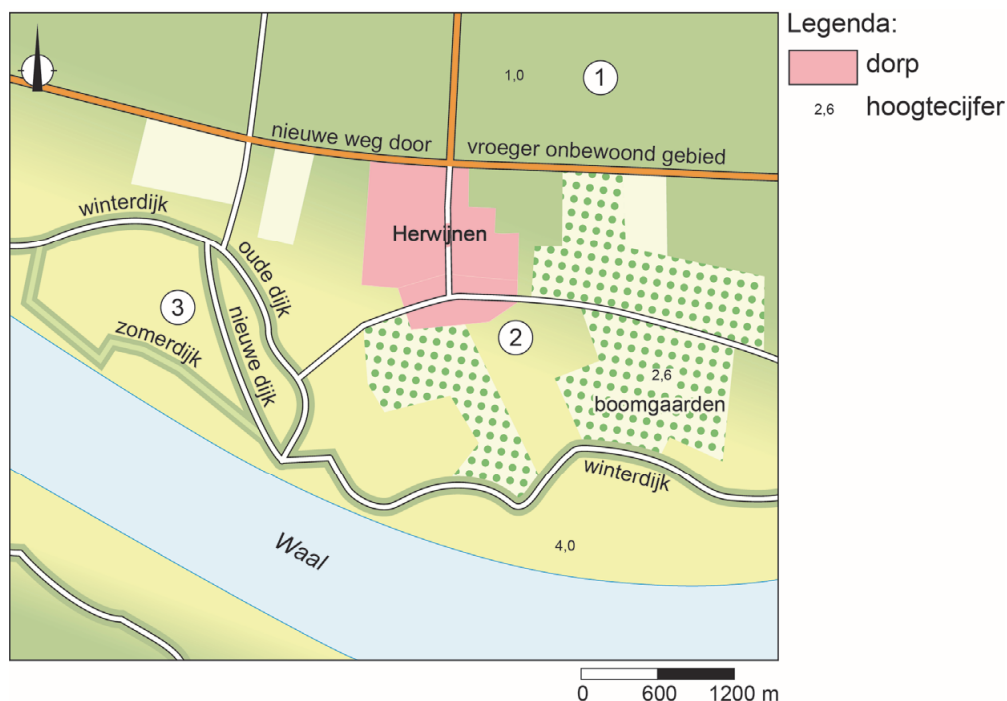 Legenda:
dorp
2,6 hoogtecijfer
1,0
1
nieuwe weg door
vroeger onbewoond gebied
winterdijk
Herwijnen
oude dijk
3
nieuwe dijk
zomerdijk
2
2,6
boomgaarden
winterdijk
Waal
4,0
0 600 1200 m